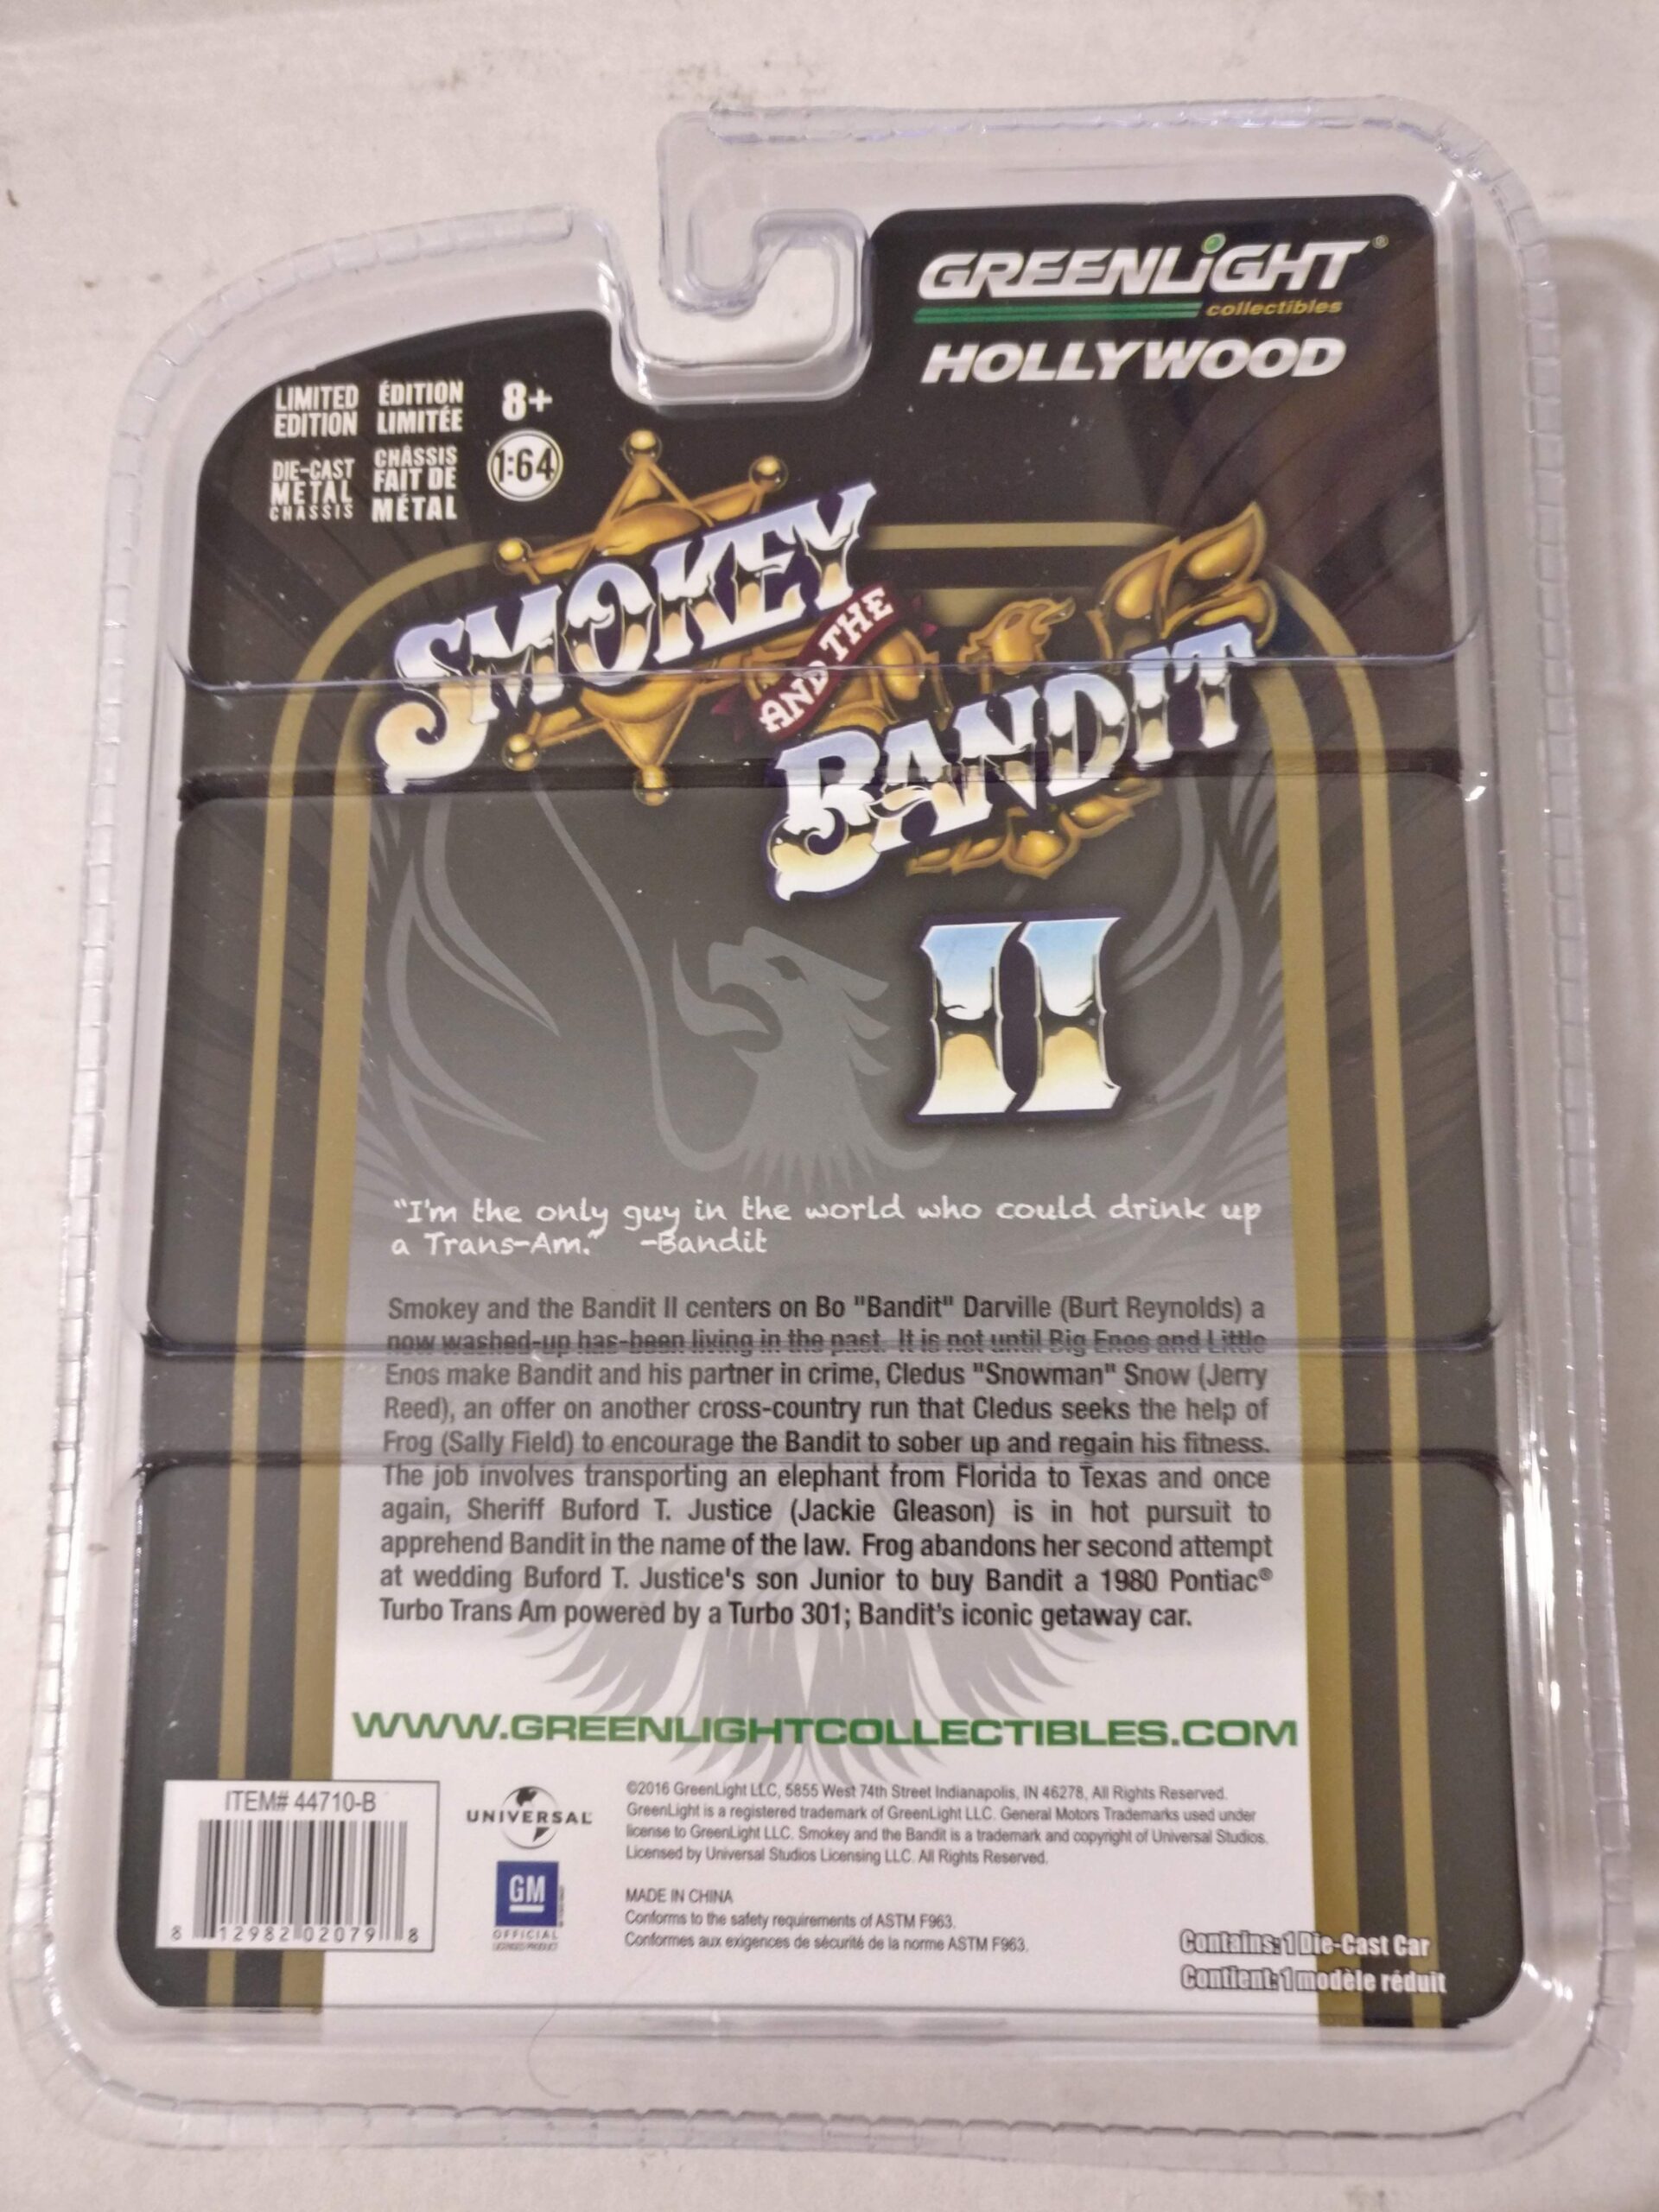 GREENLiGHT®
collectibles
HOLLYWOOD
LIMITED EDITION
ÉDITION LIMITÉE
8+
DIE-CAST METAL CHASSIS
CHÂSSIS FAIT DE MÉTAL
1:64
SMOKEY
AND THE
BANDIT
II
"I'm the only guy in the world who could drink up
a Trans-Am." -Bandit
Smokey and the Bandit II centers on Bo "Bandit" Darville (Burt Reynolds) a
now washed-up has-been living in the past. It is not until Big Enos and Little
Enos make Bandit and his partner in crime, Cledus "Snowman" Snow (Jerry
Reed), an offer on another cross-country run that Cledus seeks the help of
Frog (Sally Field) to encourage the Bandit to sober up and regain his fitness.
The job involves transporting an elephant from Florida to Texas and once
again, Sheriff Buford T. Justice (Jackie Gleason) is in hot pursuit to
apprehend Bandit in the name of the law. Frog abandons her second attempt
at wedding Buford T. Justice's son Junior to buy Bandit a 1980 Pontiac®
Turbo Trans Am powered by a Turbo 301; Bandit's iconic getaway car.
WWW.GREENLIGHTCOLLECTIBLES.COM
ITEM# 44710-B
8 12982 02079 8
UNIVERSAL
GM
OFFICIAL
LICENSED PRODUCT
©2016 GreenLight LLC, 5855 West 74th Street Indianapolis, IN 46278, All Rights Reserved.
GreenLight is a registered trademark of GreenLight LLC. General Motors Trademarks used under
license to GreenLight LLC. Smokey and the Bandit is a trademark and copyright of Universal Studios.
Licensed by Universal Studios Licensing LLC. All Rights Reserved.
MADE IN CHINA
Conforms to the safety requirements of ASTM F963.
Conformes aux exigences de sécurité de la norme ASTM F963.
Contains: 1 Die-Cast Car
Contient: 1 modèle réduit